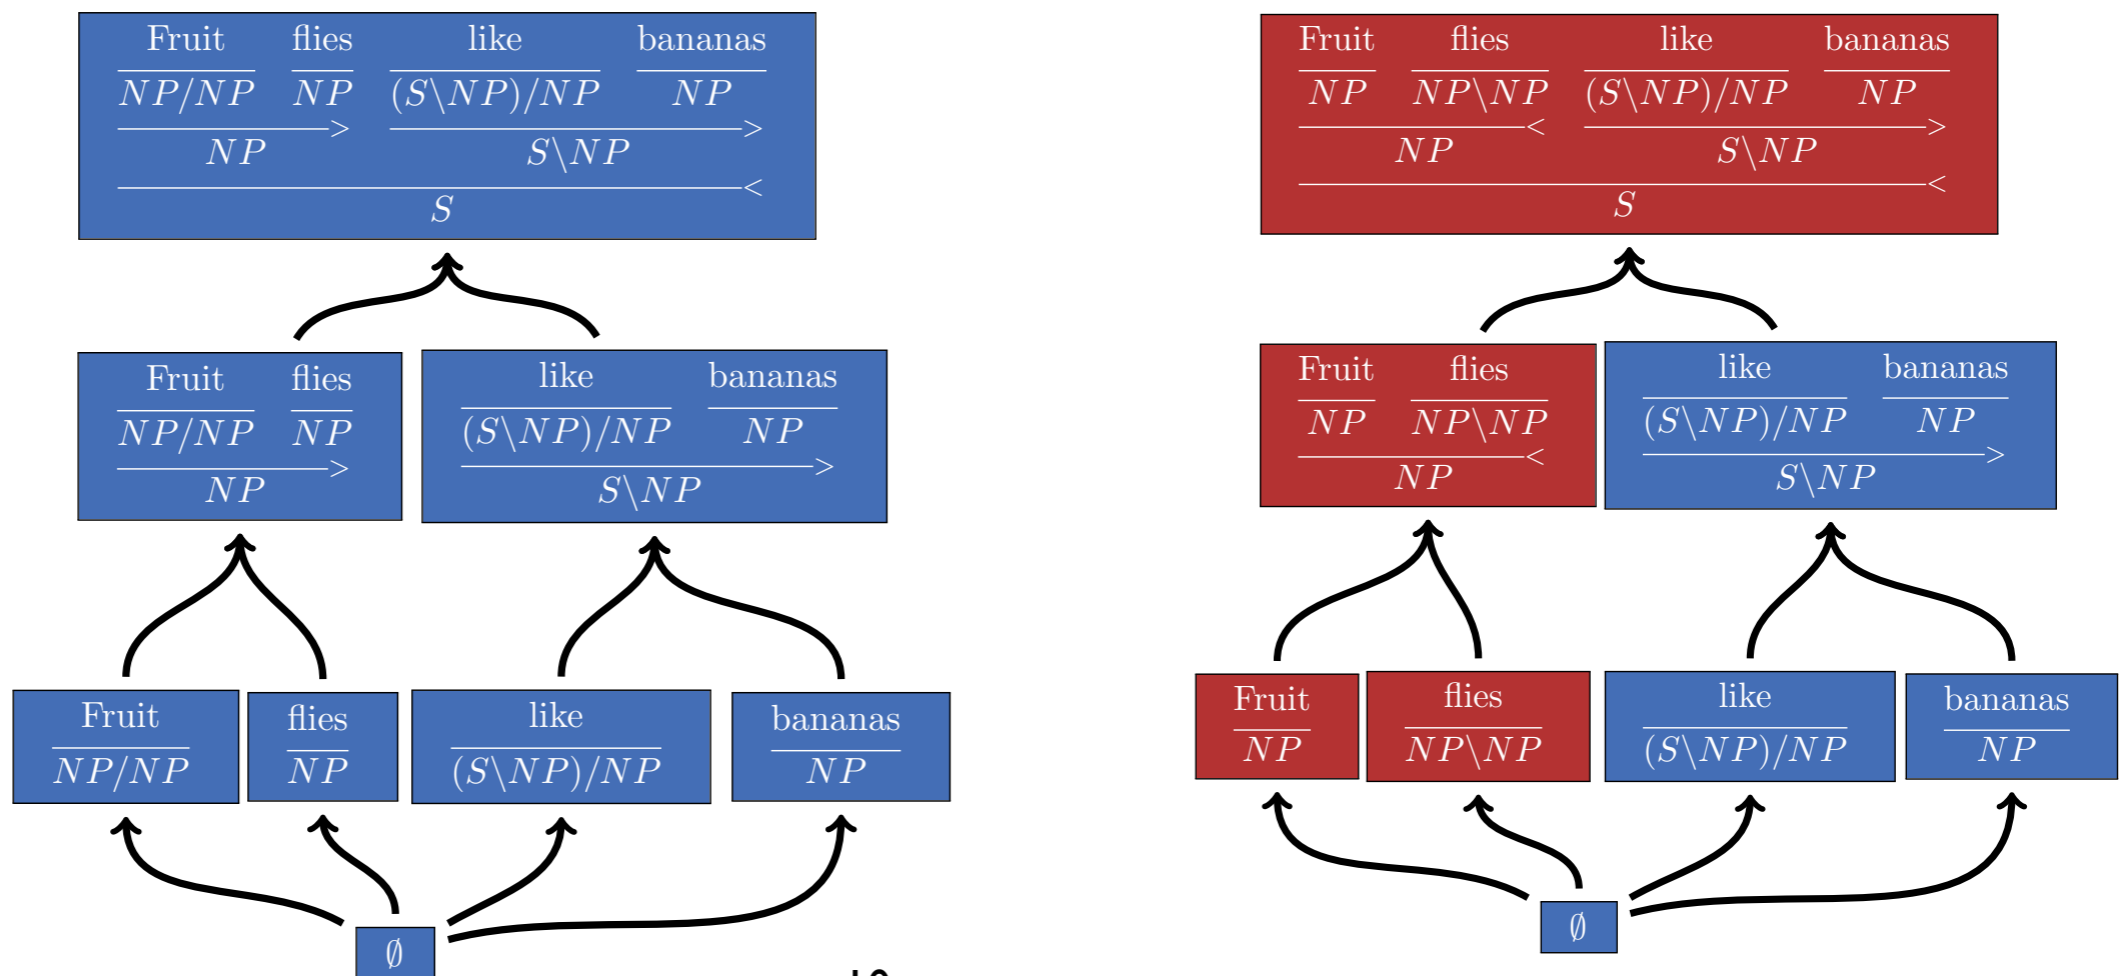 Fruit flies like bananas
NP/NP NP (S\NP)/NP NP
> >
NP S\NP
<
S
Fruit flies like bananas
NP NP\NP (S\NP)/NP NP
< >
NP S\NP
<
S
Fruit flies
NP/NP NP
>
NP
like bananas
(S\NP)/NP NP
>
S\NP
Fruit flies
NP NP\NP
<
NP
like bananas
(S\NP)/NP NP
>
S\NP
Fruit
NP/NP
flies
NP
like
(S\NP)/NP
bananas
NP
Fruit
NP
flies
NP\NP
like
(S\NP)/NP
bananas
NP
∅
∅